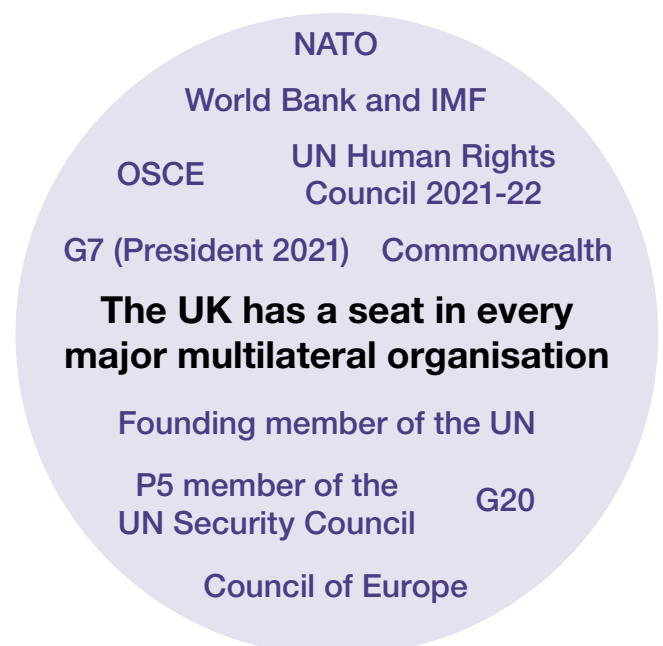 NATO
World Bank and IMF
OSCE
UN Human Rights
Council 2021-22
G7 (President 2021)
Commonwealth
The UK has a seat in every
major multilateral organisation
Founding member of the UN
P5 member of the
UN Security Council
G20
Council of Europe